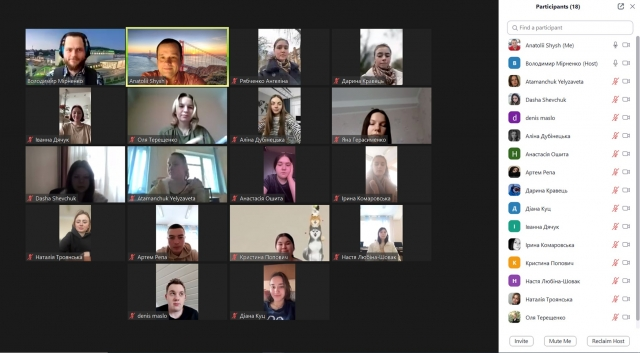 Participants (18)
Find a participant
Володимир Мірченко
Anatolii Shysh
Рябченко Ангеліна
Дарина Кравець
Іванна Дячук
Оля Терещенко
Аліна Дубінецька
Яна Герасименко
Dasha Shevchuk
Atamanchuk Yelyzaveta
Анастасія Ошита
Ірина Комаровська
Наталія Троянська
Артем Репа
Кристина Попович
Настя Любіна-Шовак
denis maslo
Діана Куц
Anatolii Shysh (Me)
Володимир Мірченко (Host)
Atamanchuk Yelyzaveta
Dasha Shevchuk
d denis maslo
Аліна Дубінецька
Н Анастасія Ошита
Артем Репа
Дарина Кравець
Д Діана Куц
І Іванна Дячук
Ірина Комаровська
К Кристина Попович
Н Настя Любіна-Шовак
Наталія Троянська
Оля Терещенко
Invite
Mute Me
Reclaim Host